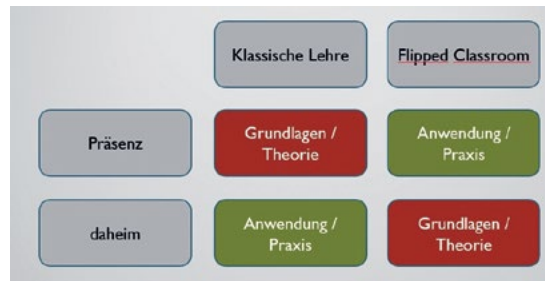 Klassische Lehre
Flipped Classroom
Präsenz
Grundlagen /
Theorie
Anwendung /
Praxis
daheim
Anwendung /
Praxis
Grundlagen /
Theorie